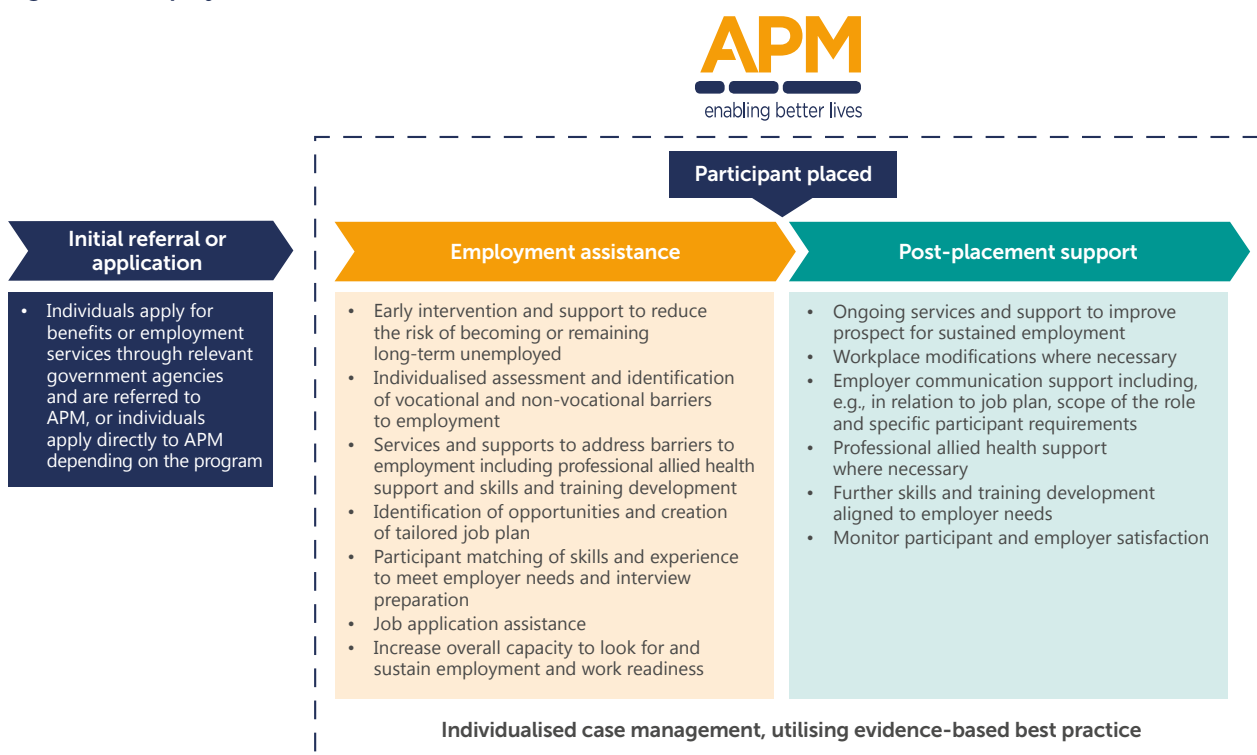 APM
enabling better lives
Participant placed
Initial referral or
application
• Individuals apply for
benefits or employment
services through relevant
government agencies
and are referred to
APM, or individuals
apply directly to APM
depending on the program
Employment assistance
• Early intervention and support to reduce
the risk of becoming or remaining
long-term unemployed
• Individualised assessment and identification
of vocational and non-vocational barriers
to employment
• Services and supports to address barriers to
employment including professional allied health
support and skills and training development
• Identification of opportunities and creation
of tailored job plan
• Participant matching of skills and experience
to meet employer needs and interview
preparation
• Job application assistance
• Increase overall capacity to look for and
sustain employment and work readiness
Post-placement support
• Ongoing services and support to improve
prospect for sustained employment
• Workplace modifications where necessary
• Employer communication support including,
e.g., in relation to job plan, scope of the role
and specific participant requirements
• Professional allied health support
where necessary
• Further skills and training development
aligned to employer needs
• Monitor participant and employer satisfaction
Individualised case management, utilising evidence-based best practice